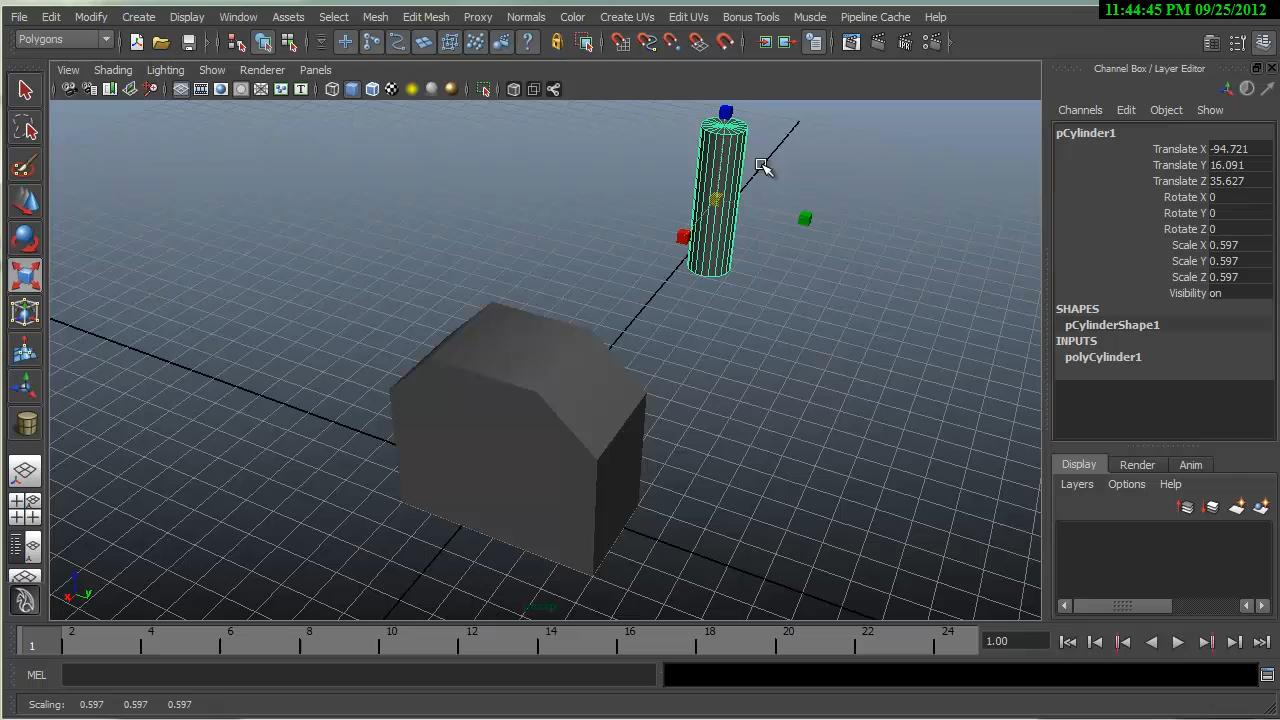 11:44:45 PM 09/25/2012
File Edit Modify Create Display Window Assets Select Mesh Edit Mesh Proxy Normals Color Create UVs Edit UVs Bonus Tools Muscle Pipeline Cache Help
Polygons
View Shading Lighting Show Renderer Panels
Channel Box / Layer Editor
Channels Edit Object Show
pCylinder1
Translate X -94.721
Translate Y 16.091
Translate Z 35.627
Rotate X 0
Rotate Y 0
Rotate Z 0
Scale X 0.597
Scale Y 0.597
Scale Z 0.597
Visibility on
SHAPES
pCylinderShape1
INPUTS
polyCylinder1
Display Render Anim
Layers Options Help
z
x y
persp
1 2 4 6 8 10 12 14 16 18 20 22 24 1.00
MEL
Scaling: 0.597 0.597 0.597